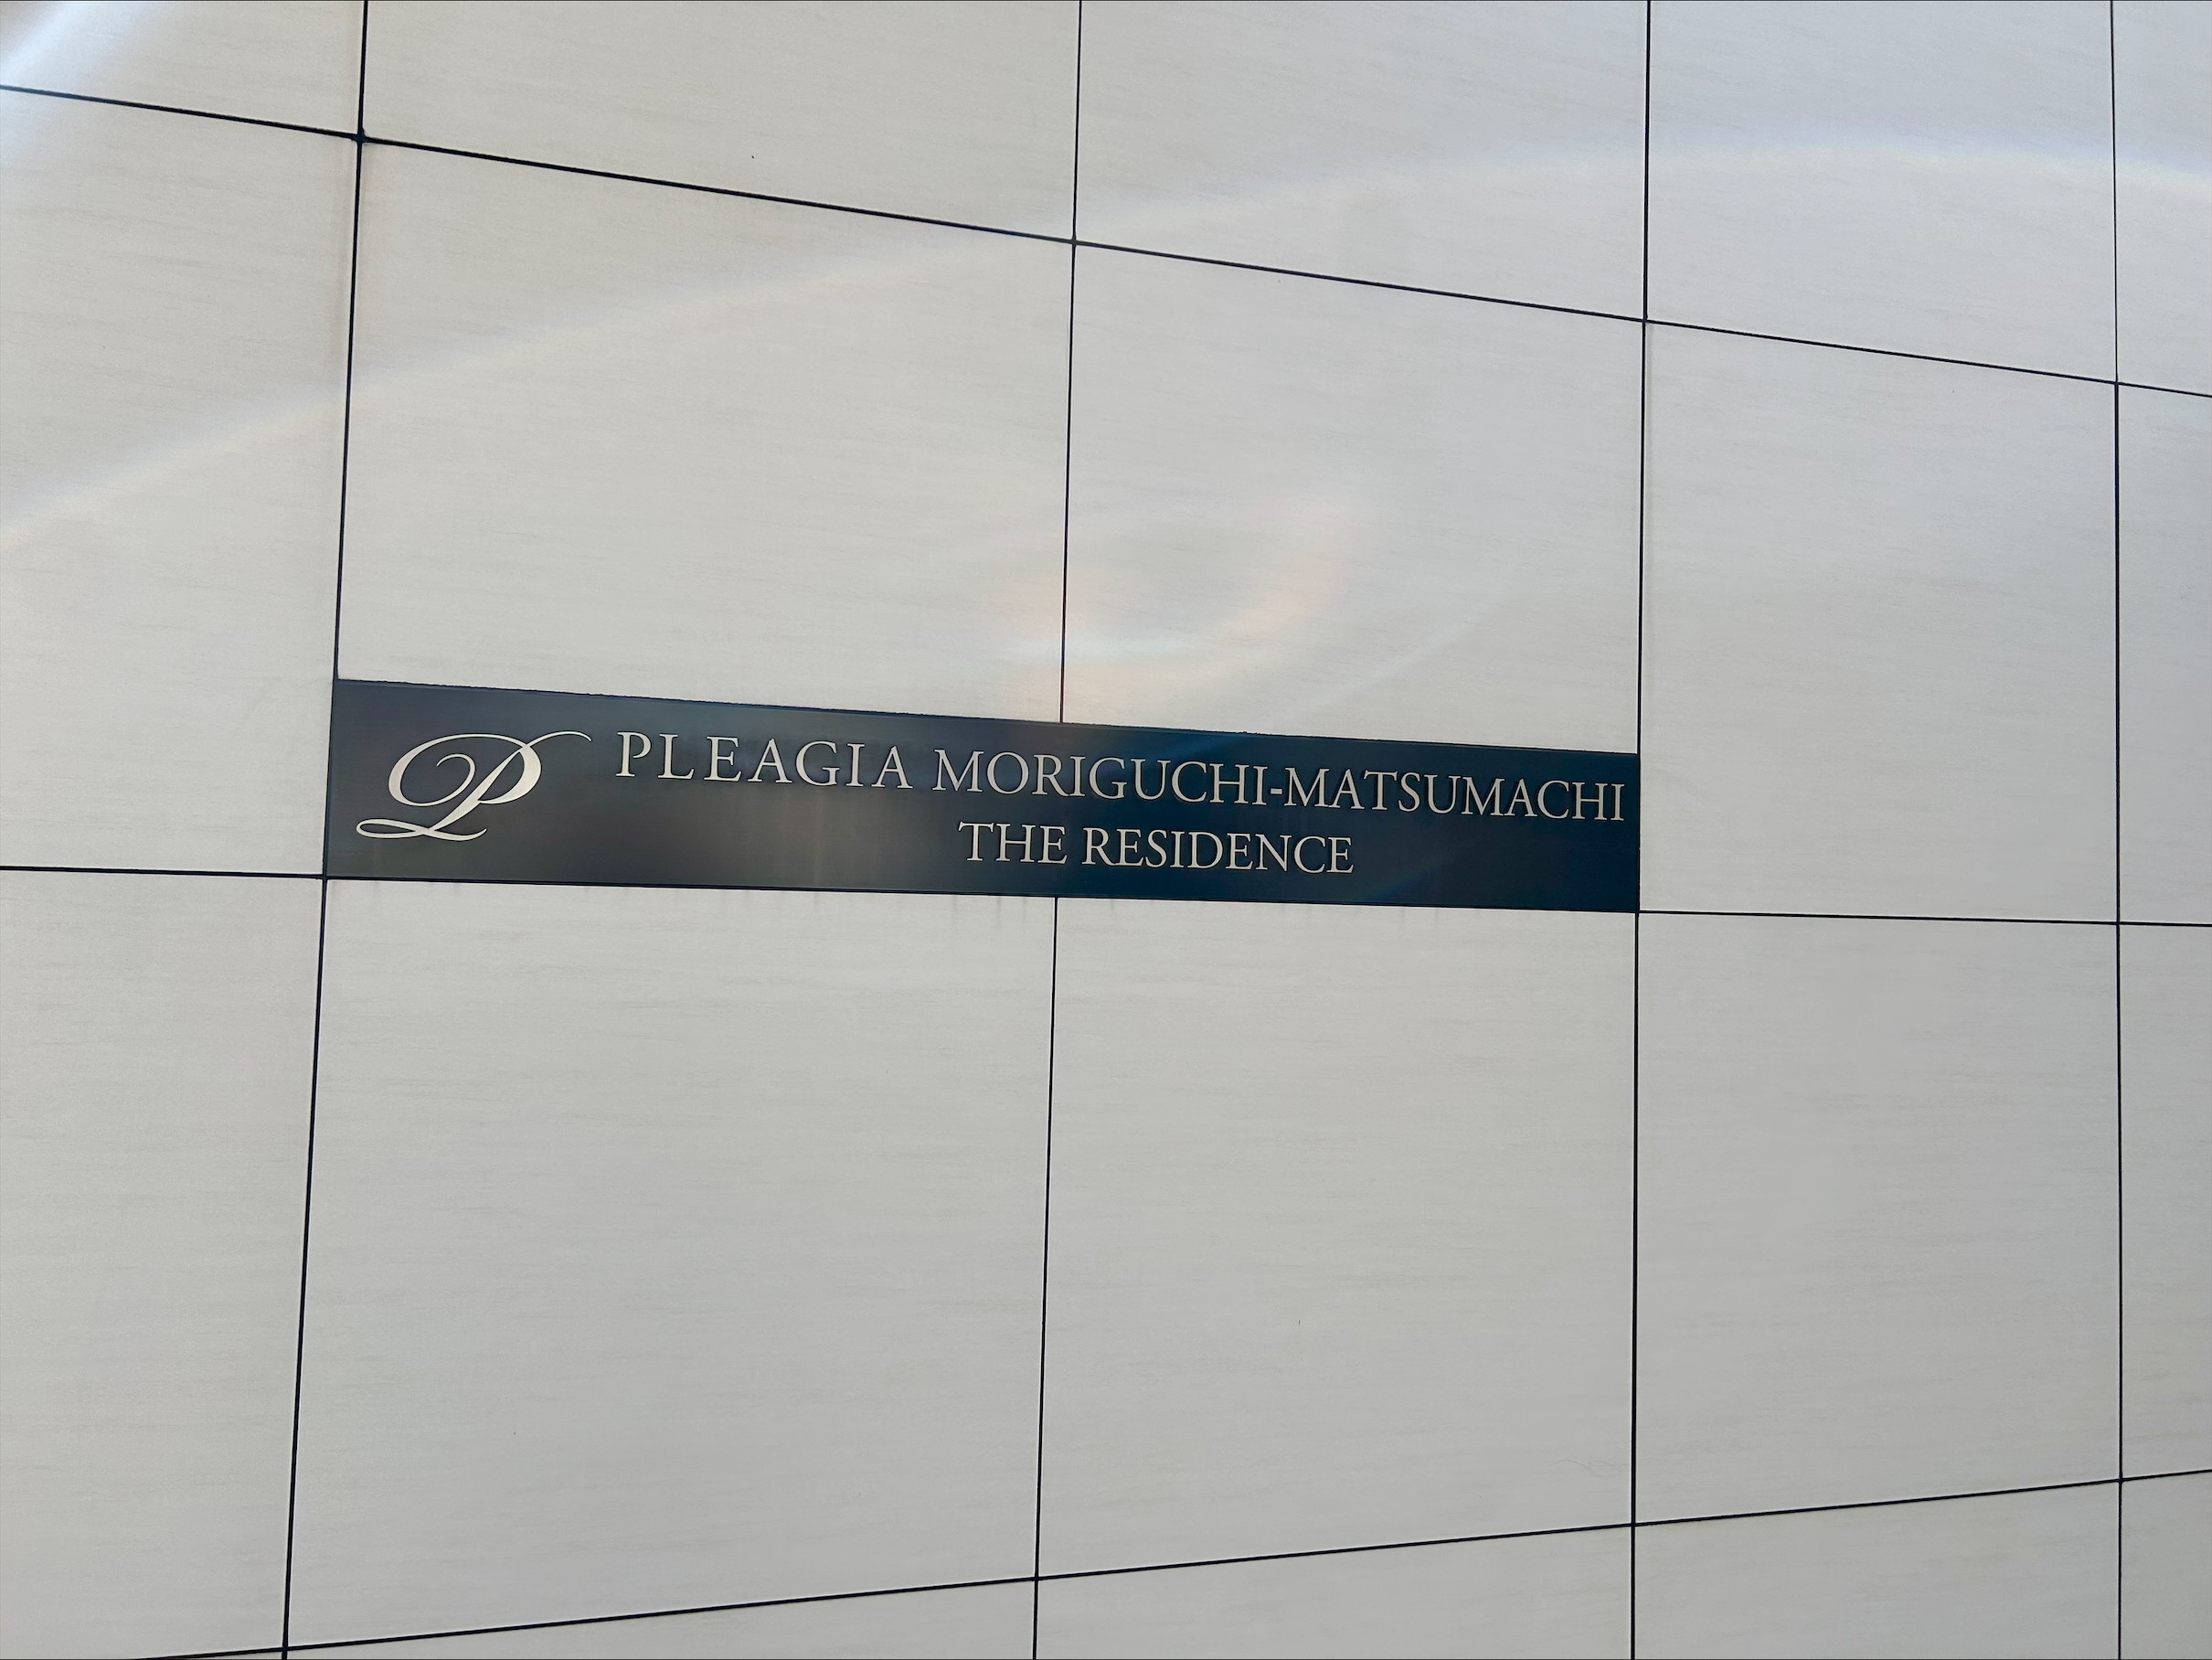 P PLEAGIA MORIGUCHI-MATSUMACHI
THE RESIDENCE